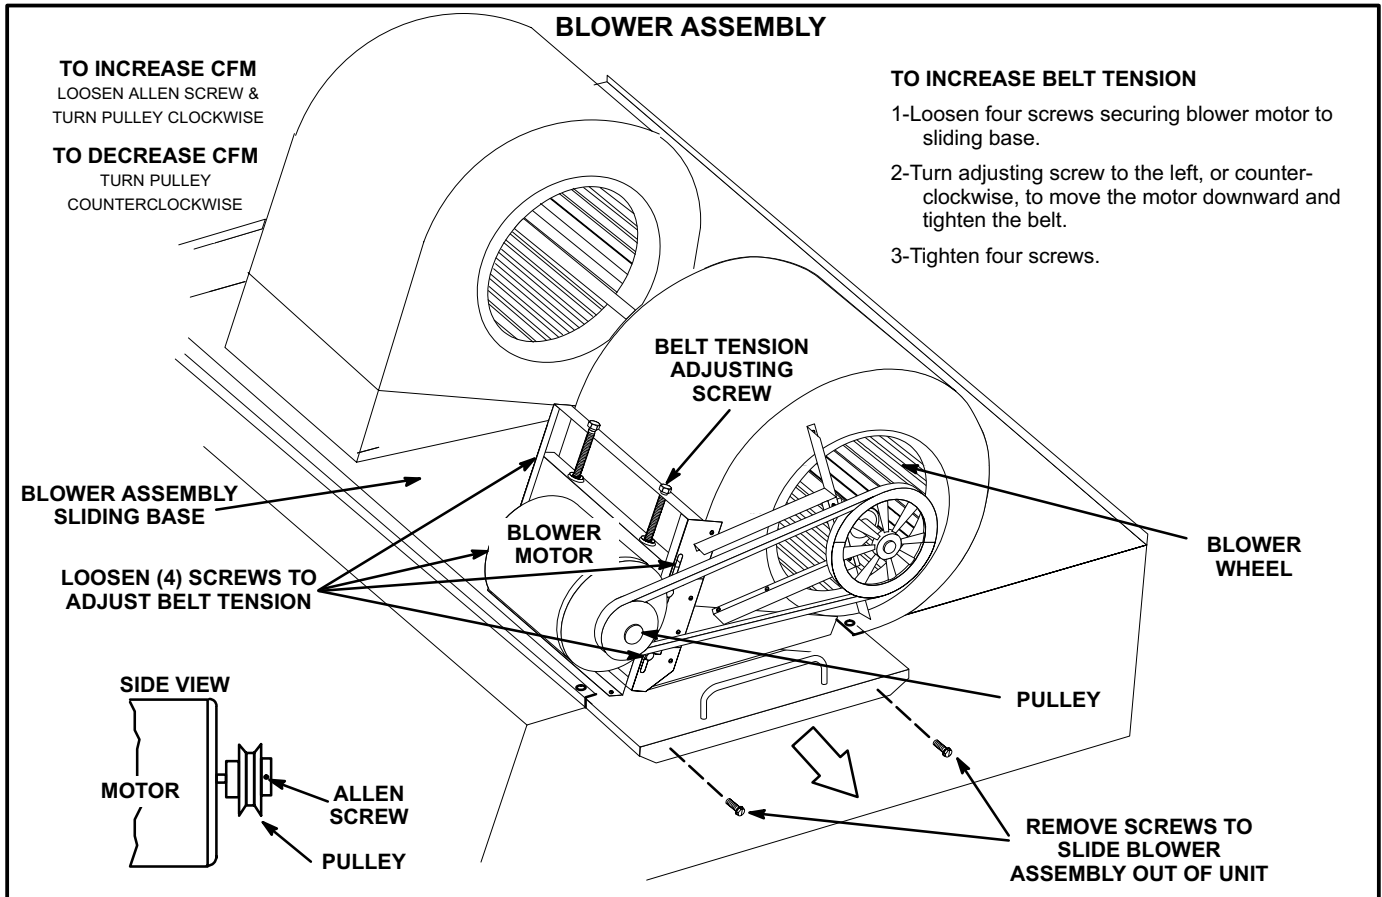 BLOWER ASSEMBLY
TO INCREASE CFM
LOOSEN ALLEN SCREW &
TURN PULLEY CLOCKWISE
TO DECREASE CFM
TURN PULLEY
COUNTERCLOCKWISE
TO INCREASE BELT TENSION
1-Loosen four screws securing blower motor to
sliding base.
2-Turn adjusting screw to the left, or counter-
clockwise, to move the motor downward and
tighten the belt.
3-Tighten four screws.
BELT TENSION
ADJUSTING
SCREW
BLOWER ASSEMBLY
SLIDING BASE
BLOWER
MOTOR
BLOWER
WHEEL
LOOSEN (4) SCREWS TO
ADJUST BELT TENSION
PULLEY
SIDE VIEW
MOTOR
ALLEN
SCREW
PULLEY
REMOVE SCREWS TO
SLIDE BLOWER
ASSEMBLY OUT OF UNIT